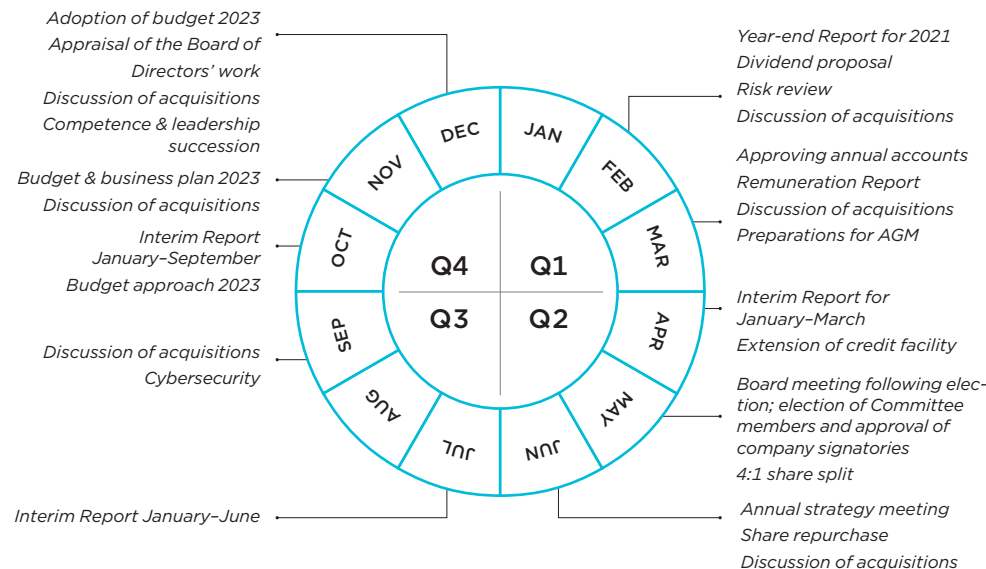 Adoption of budget 2023
Appraisal of the Board of
Directors’ work
Discussion of acquisitions
Competence & leadership
succession
Budget & business plan 2023
Discussion of acquisitions
Interim Report
January–September
Budget approach 2023
Discussion of acquisitions
Cybersecurity
Interim Report January–June
DEC
JAN
NOV
FEB
OCT
MAR
Q4
Q1
Q3
Q2
SEP
APR
AUG
MAY
JUL
JUN
Year-end Report for 2021
Dividend proposal
Risk review
Discussion of acquisitions
Approving annual accounts
Remuneration Report
Discussion of acquisitions
Preparations for AGM
Interim Report for
January–March
Extension of credit facility
Board meeting following elec-
tion; election of Committee
members and approval of
company signatories
4:1 share split
Annual strategy meeting
Share repurchase
Discussion of acquisitions